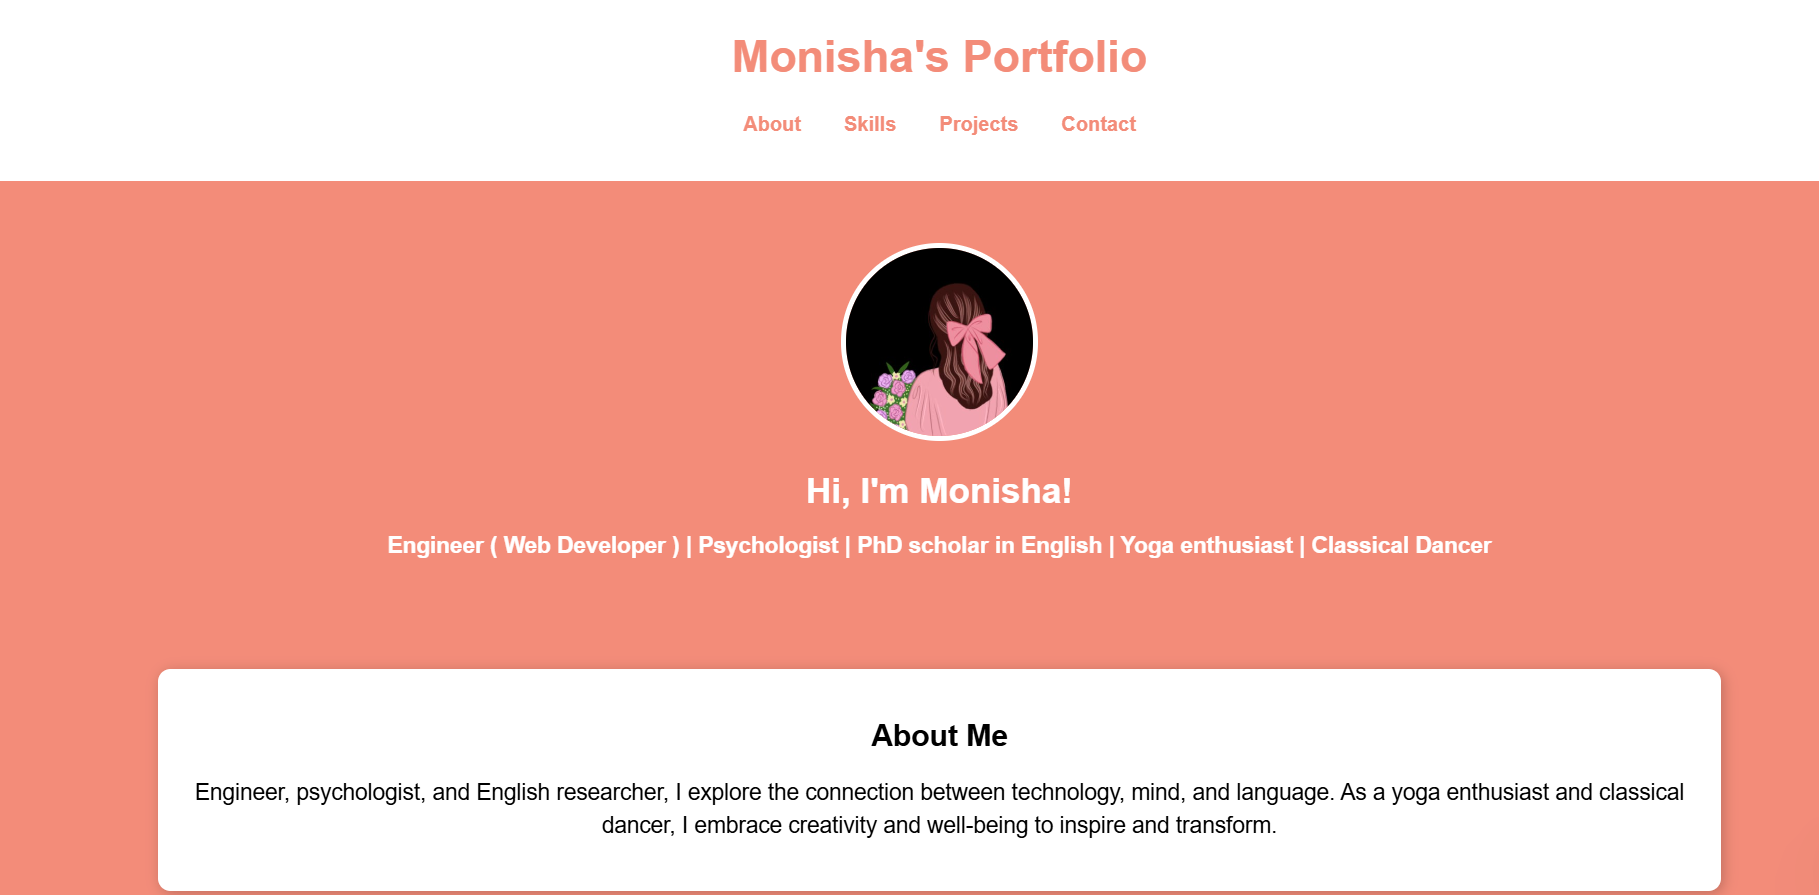 Monisha's Portfolio
About Skills Projects Contact
Hi, I'm Monisha!
Engineer ( Web Developer ) | Psychologist | PhD scholar in English | Yoga enthusiast | Classical Dancer
About Me
Engineer, psychologist, and English researcher, I explore the connection between technology, mind, and language. As a yoga enthusiast and classical
dancer, I embrace creativity and well-being to inspire and transform.